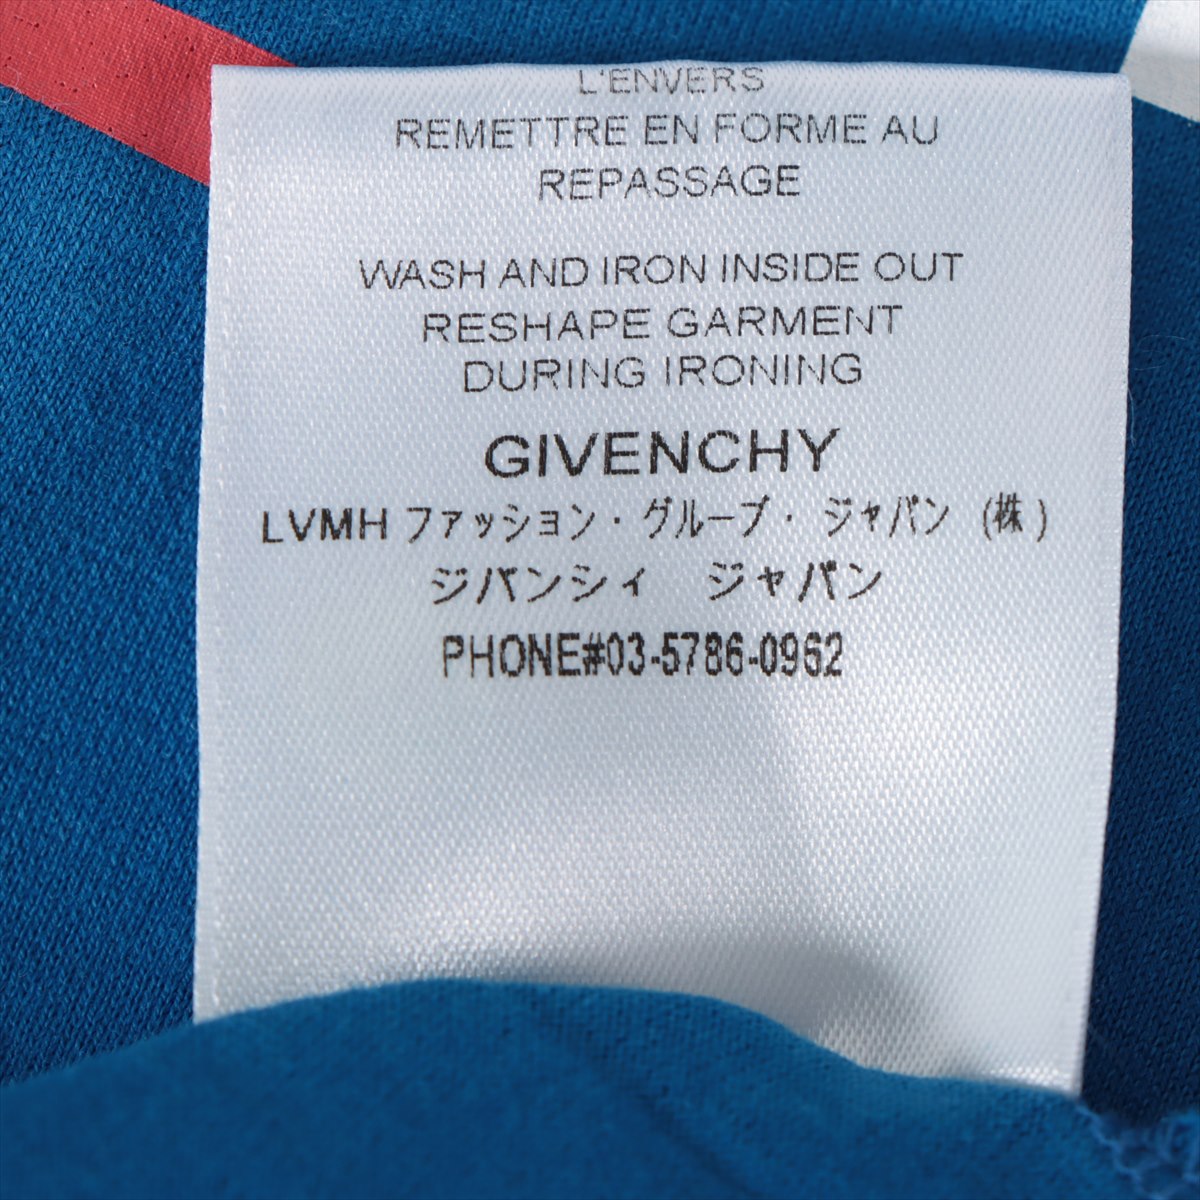 L'ENVERS
REMETTRE EN FORME AU
REPASSAGE
WASH AND IRON INSIDE OUT
RESHAPE GARMENT
DURING IRONING
GIVENCHY
LVMH ファッション・グループ・ジャパン (株)
ジバンシィ ジャパン
PHONE#03-5786-0962